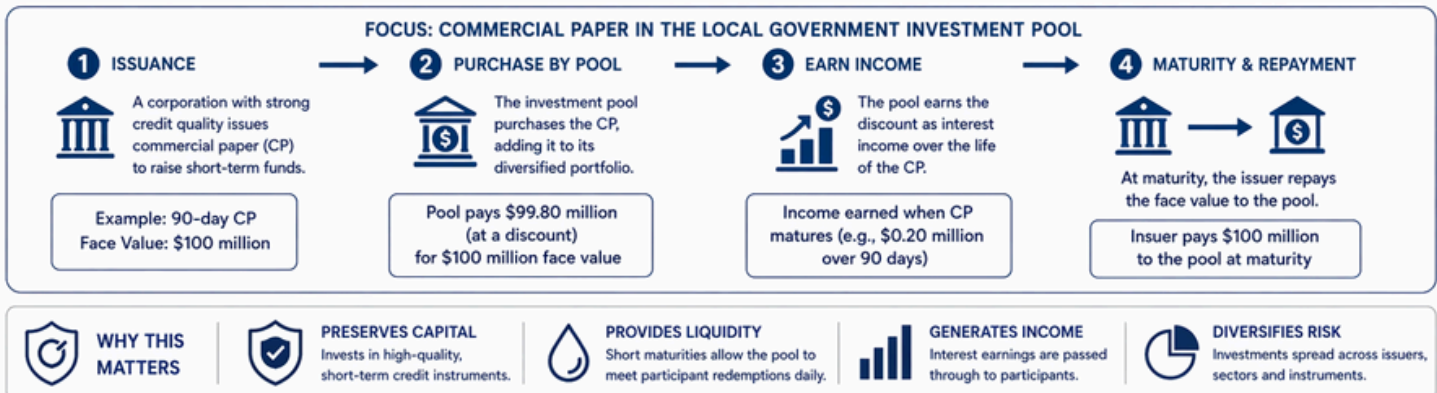 FOCUS: COMMERCIAL PAPER IN THE LOCAL GOVERNMENT INVESTMENT POOL
1 ISSUANCE
A corporation with strong
credit quality issues
commercial paper (CP)
to raise short-term funds.
Example: 90-day CP
Face Value: $100 million
2 PURCHASE BY POOL
$
The investment pool
purchases the CP,
adding it to its
diversified portfolio.
Pool pays $99.80 million
(at a discount)
for $100 million face value
3 EARN INCOME
$
The pool earns the
discount as interest
income over the life
of the CP.
Income earned when CP
matures (e.g., $0.20 million
over 90 days)
4 MATURITY & REPAYMENT
$
At maturity, the issuer repays
the face value to the pool.
Insuer pays $100 million
to the pool at maturity
WHY THIS
MATTERS
PRESERVES CAPITAL
Invests in high-quality,
short-term credit instruments.
PROVIDES LIQUIDITY
Short maturities allow the pool to
meet participant redemptions daily.
GENERATES INCOME
Interest earnings are passed
through to participants.
DIVERSIFIES RISK
Investments spread across issuers,
sectors and instruments.